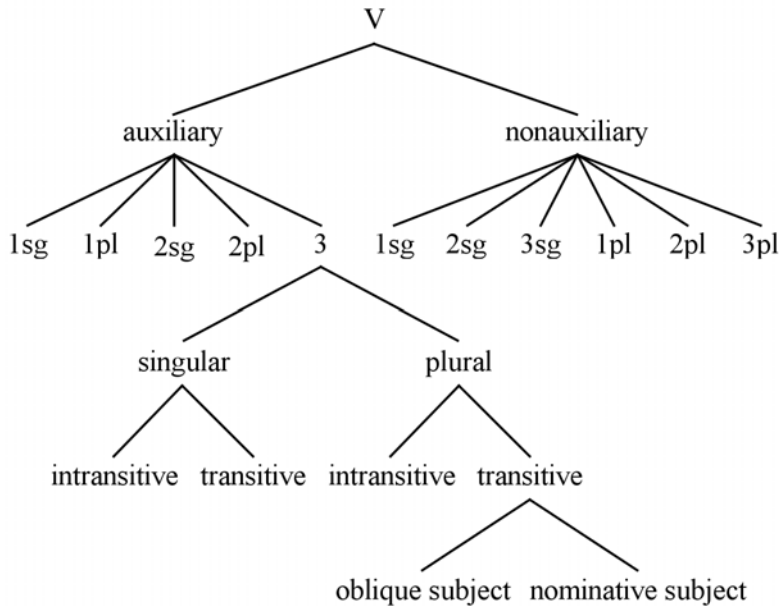 V
auxiliary nonauxiliary
1sg 1pl 2sg 2pl 3 1sg 2sg 3sg 1pl 2pl 3pl
singular plural
intransitive transitive intransitive transitive
oblique subject nominative subject